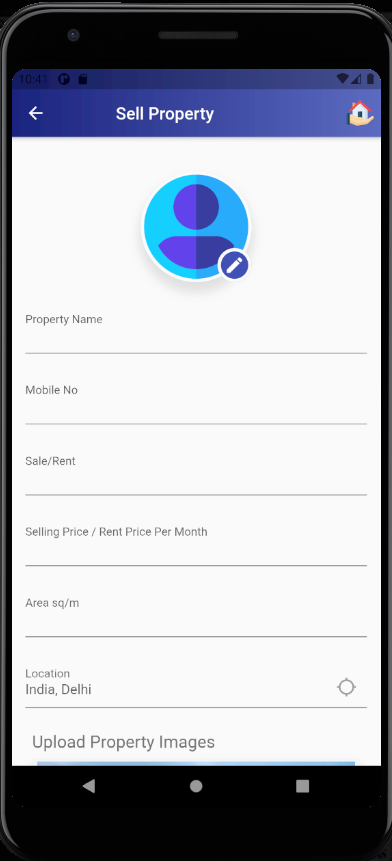 10:41
Sell Property
Property Name
Mobile No
Sale/Rent
Selling Price / Rent Price Per Month
Area sq/m
Location
India, Delhi
Upload Property Images